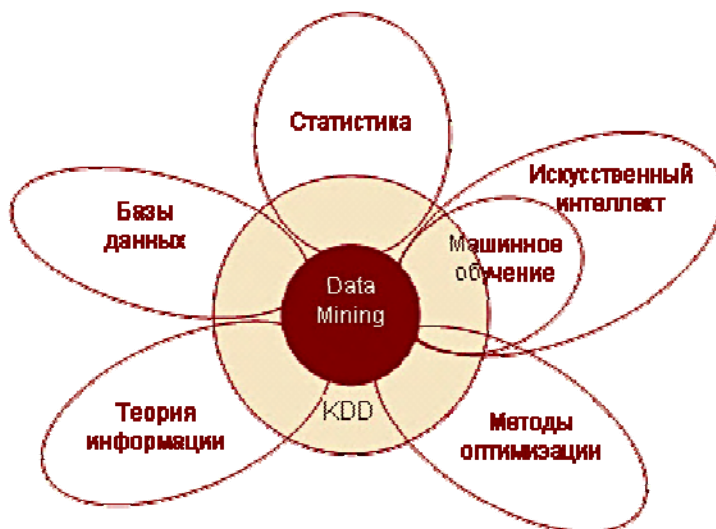 Статистика
Искусственный
интеллект
Базы
данных
Машинное
обучение
Data
Mining
KDD
Теория
информации
Методы
оптимизации